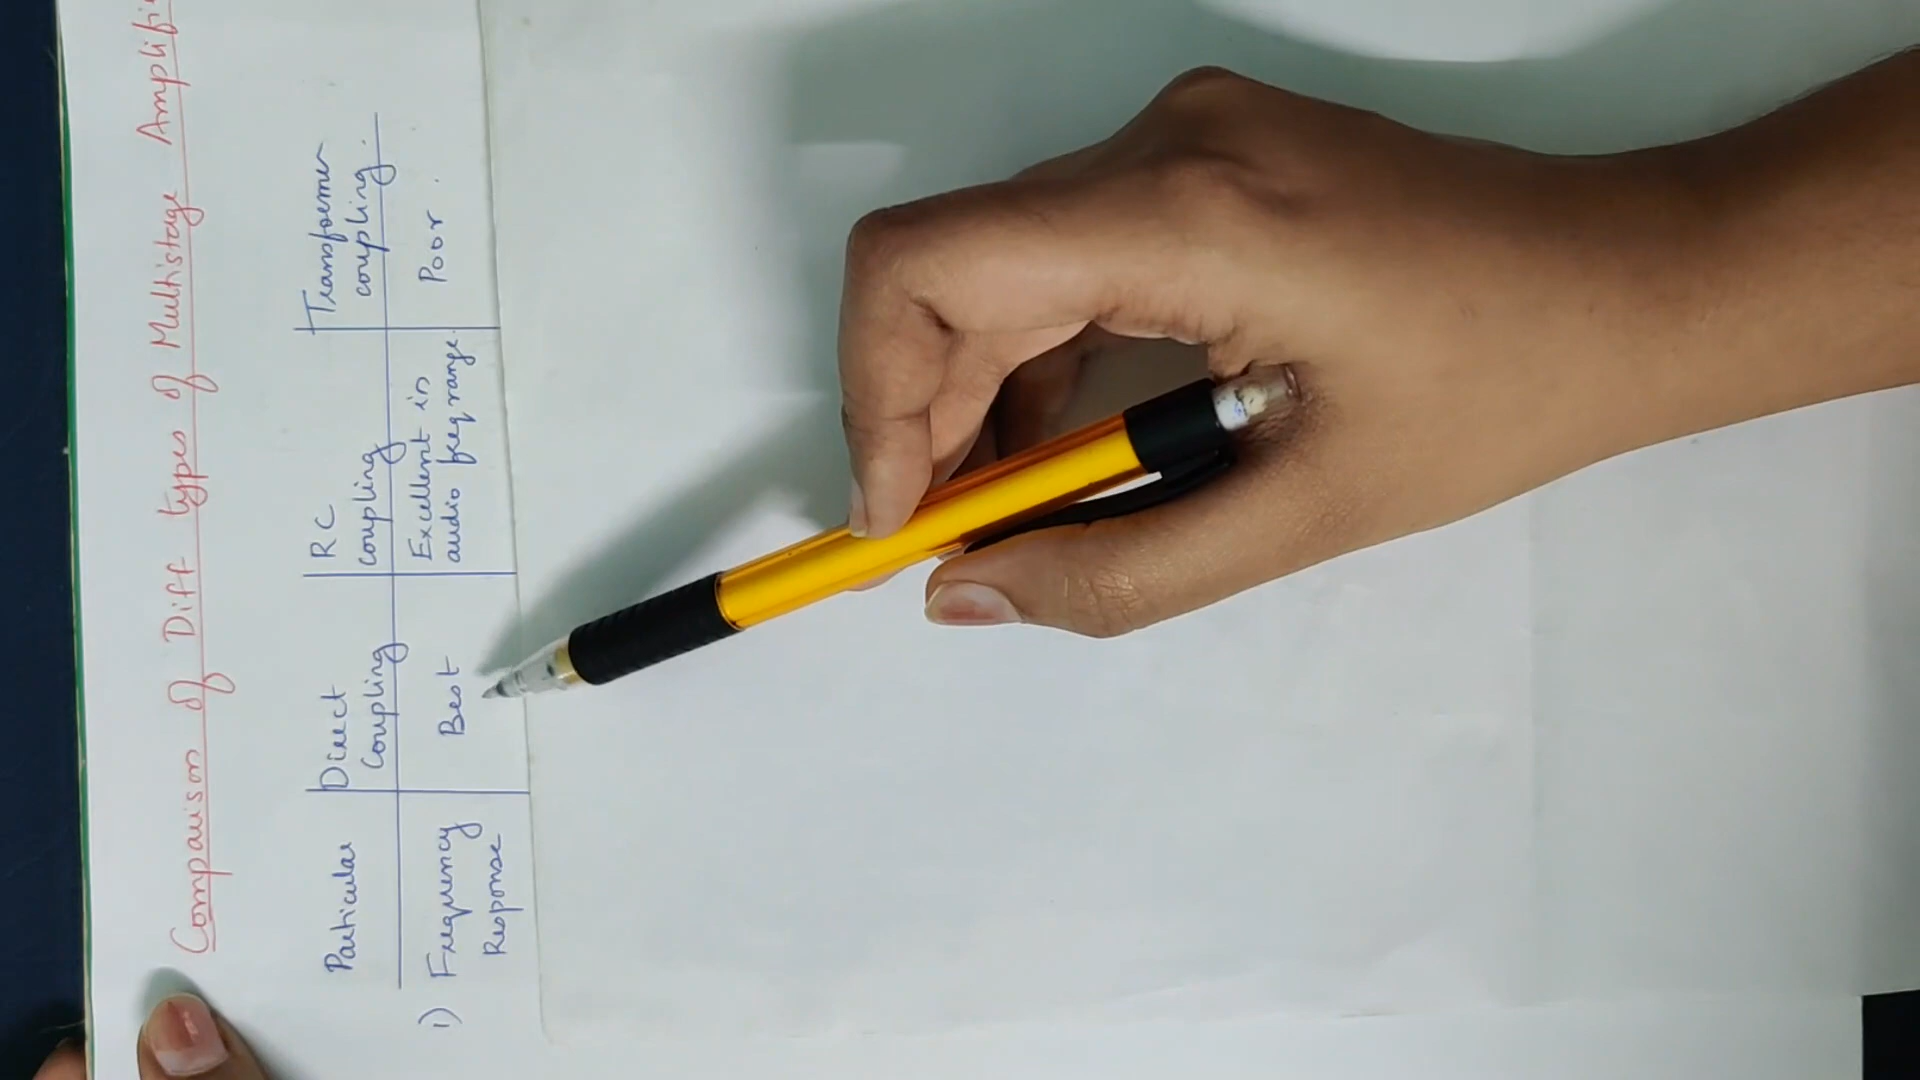 Comparison of Diff types of Multistage Amplifi
Particular
Direct
Coupling
RC
coupling
Transformer
coupling.
1) Frequency
Response
Best
Excellent in
audio freq range.
Poor.